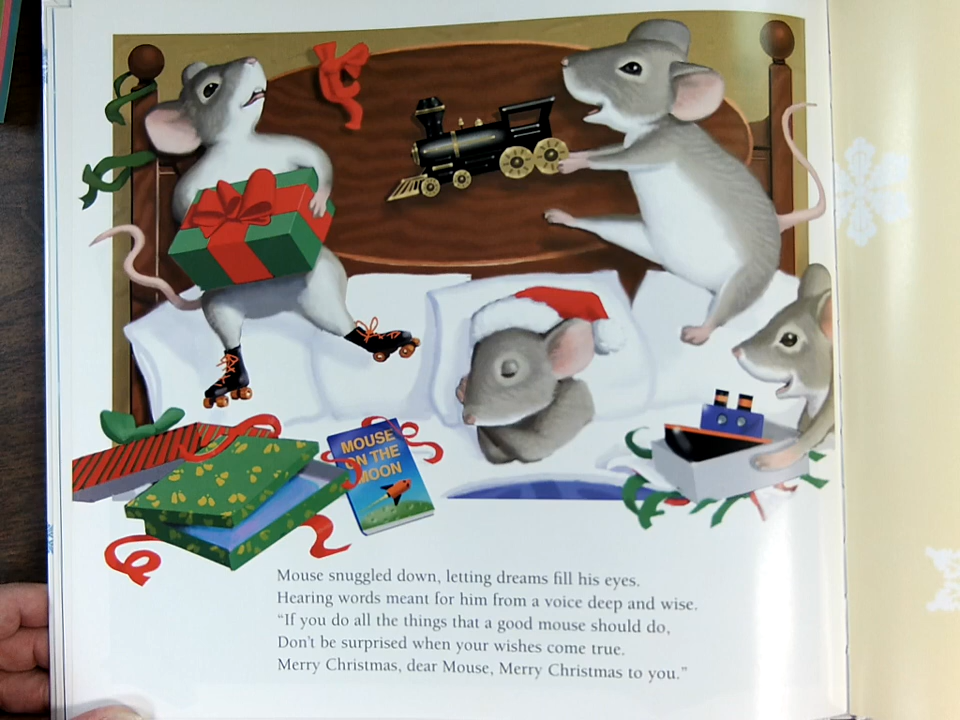 MOUSE
ON THE
MOON
Mouse snuggled down, letting dreams fill his eyes.
Hearing words meant for him from a voice deep and wise.
“If you do all the things that a good mouse should do,
Don't be surprised when your wishes come true.
Merry Christmas, dear Mouse, Merry Christmas to you.”